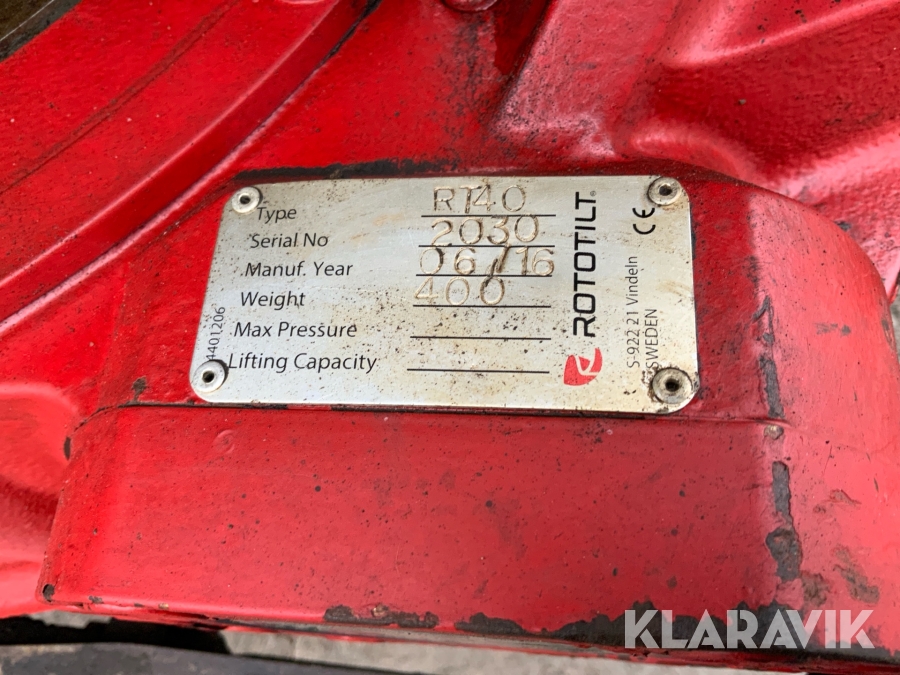 Type RT40
Serial No 2030
Manuf. Year 06/16
Weight 400
Max Pressure
Lifting Capacity
4401206
ROTOTILT®
CE
S-922 21 Vindeln
SWEDEN
KLARAVIK